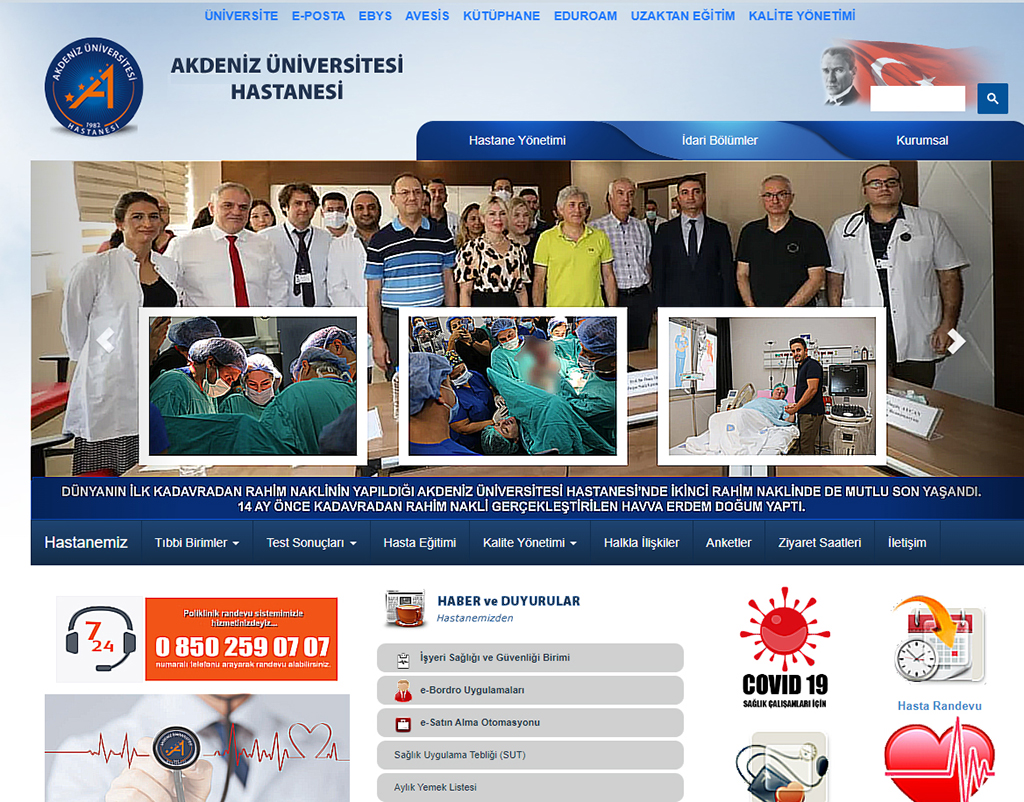 ÜNİVERSİTE E-POSTA EBYS AVESİS KÜTÜPHANE EDUROAM UZAKTAN EĞİTİM KALİTE YÖNETİMİ
AKDENİZ ÜNİVERSİTESİ
HASTANESİ
1982
AKDENİZ ÜNİVERSİTESİ
HASTANESİ
Hastane Yönetimi İdari Bölümler Kurumsal
DÜNYANIN İLK KADAVRADAN RAHİM NAKLİNİN YAPILDIĞI AKDENİZ ÜNİVERSİTESİ HASTANESİ'NDE İKİNCİ RAHİM NAKLİNDE DE MUTLU SON YAŞANDI.
14 AY ÖNCE KADAVRADAN RAHİM NAKLİ GERÇEKLEŞTİRİLEN HAVVA ERDEM DOĞUM YAPTI.
Hastanemiz Tıbbi Birimler Test Sonuçları Hasta Eğitimi Kalite Yönetimi Halkla İlişkiler Anketler Ziyaret Saatleri İletişim
7
24
Poliklinik randevu sistemimizle
hizmetinizdeyiz...
0 850 259 07 07
numaralı telefonu arayarak randevu alabilirsiniz.
HABER ve DUYURULAR
Hastanemizden
İşyeri Sağlığı ve Güvenliği Birimi
e-Bordro Uygulamaları
e-Satın Alma Otomasyonu
Sağlık Uygulama Tebliği (SUT)
Aylık Yemek Listesi
COVID 19
SAĞLIK ÇALIŞANLARI İÇİN
Hasta Randevu